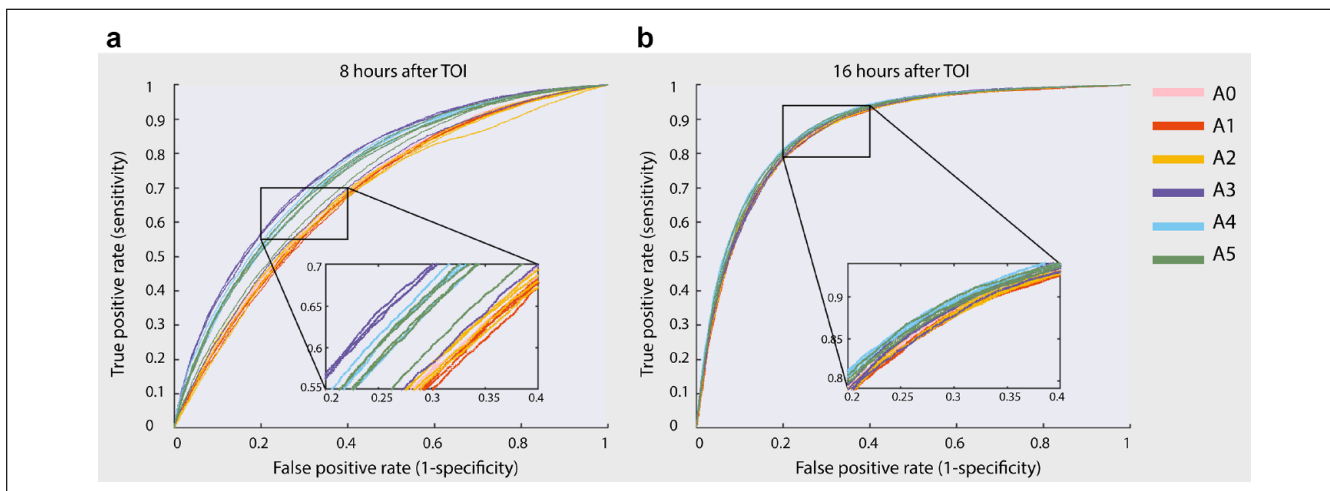 a
b
8 hours after TOI
16 hours after TOI
True positive rate (sensitivity)
1
0.9
0.8
0.7
0.6
0.5
0.4
0.3
0.2
0.1
0
0 0.2 0.4 0.6 0.8 1
False positive rate (1-specificity)
0.7
0.65
0.6
0.55
0.2 0.25 0.3 0.35 0.4
True positive rate (sensitivity)
1
0.9
0.8
0.7
0.6
0.5
0.4
0.3
0.2
0.1
0
0 0.2 0.4 0.6 0.8 1
False positive rate (1-specificity)
0.9
0.85
0.8
0.2 0.25 0.3 0.35 0.4
A0
A1
A2
A3
A4
A5